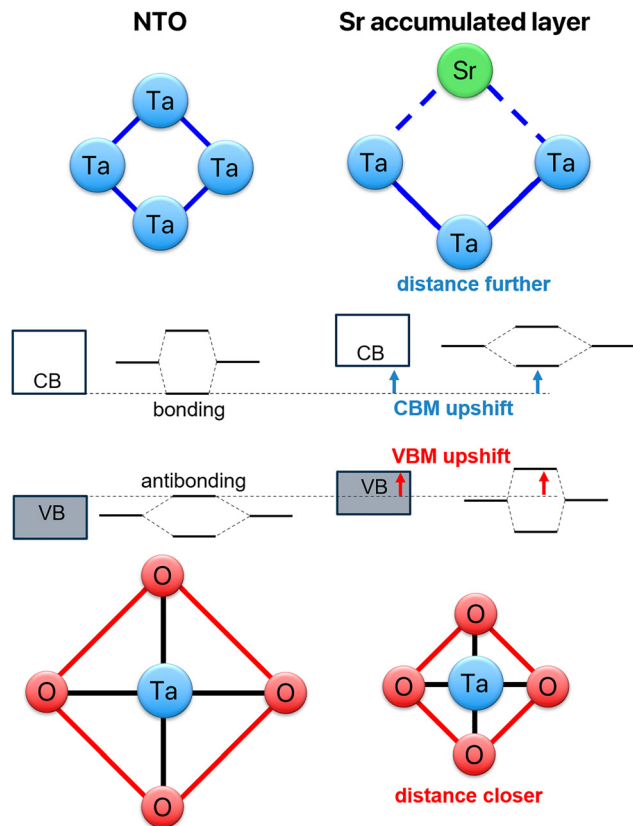 NTO
Sr accumulated layer
Ta
Ta
Ta
Ta
Sr
Ta
Ta
Ta
distance further
CB
bonding
CB
CBM upshift
VB
antibonding
VBM upshift
VB
O
O
Ta
O
O
O
O
Ta
O
O
distance closer